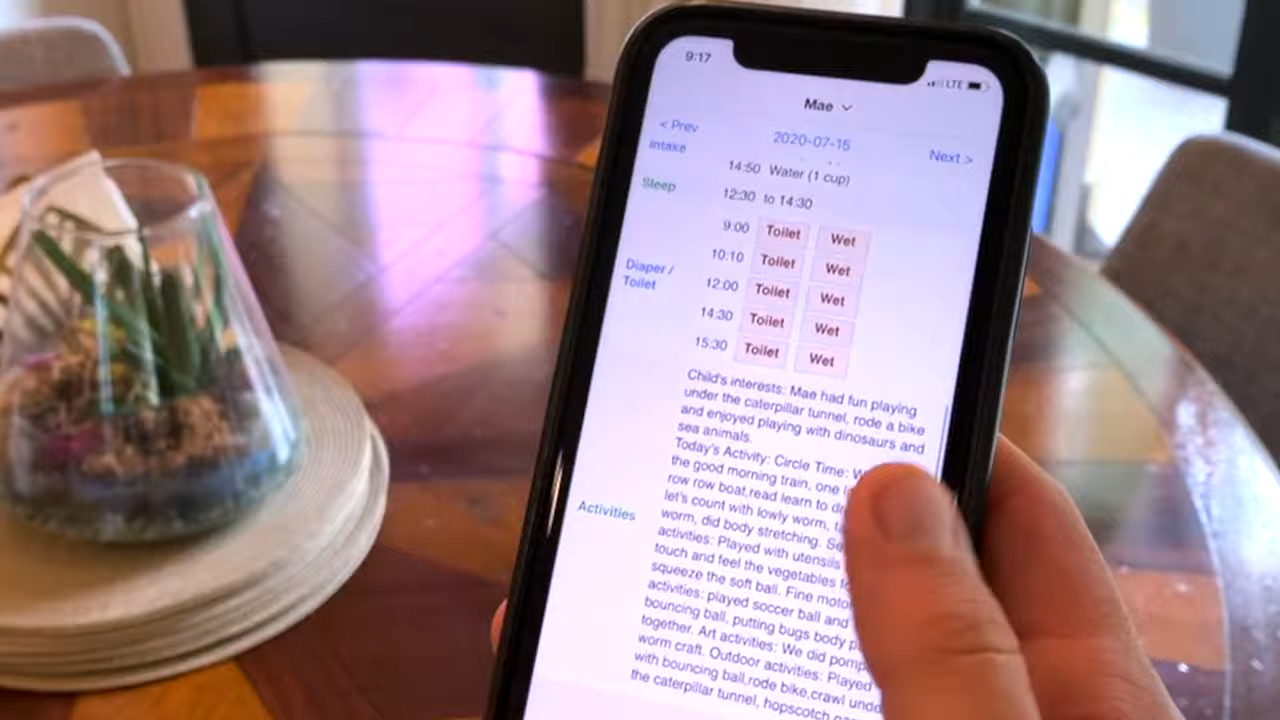 9:17
LTE
Mae
< Prev
2020-07-15
Next >
Intake
14:50 Water (1 cup)
Sleep
12:30 to 14:30
Diaper / Toilet
9:00 Toilet Wet
10:10 Toilet Wet
12:00 Toilet Wet
14:30 Toilet Wet
15:30 Toilet Wet
Activities
Child's interests: Mae had fun playing
under the caterpillar tunnel, rode a bike
and enjoyed playing with dinosaurs and
sea animals.
Today's Activity: Circle Time:
the good morning train, one
row row boat,read learn to
let's count with lowly worm,
worm, did body stretching.
activities: Played with utensils
touch and feel the vegetables
squeeze the soft ball. Fine
activities: played soccer ball and
bouncing ball, putting bugs body
together. Art activities: We did
worm craft. Outdoor activities: Played
with bouncing ball,rode bike,crawl
the caterpillar tunnel, hopscotch